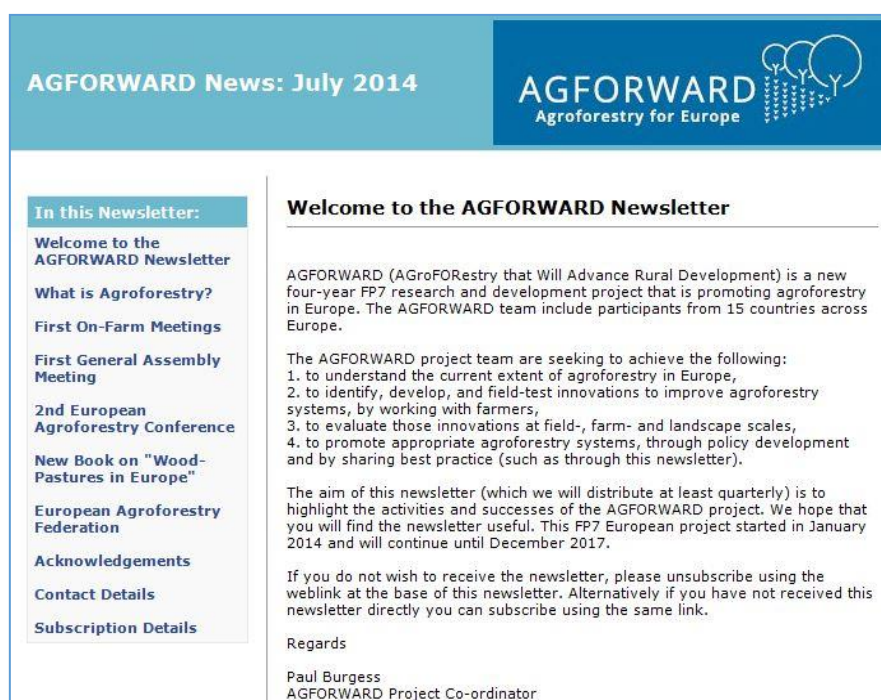 AGFORWARD News: July 2014
AGFORWARD
Agroforestry for Europe
In this Newsletter:
Welcome to the
AGFORWARD Newsletter
What is Agroforestry?
First On-Farm Meetings
First General Assembly
Meeting
2nd European
Agroforestry Conference
New Book on "Wood-
Pastures in Europe"
European Agroforestry
Federation
Acknowledgements
Contact Details
Subscription Details
Welcome to the AGFORWARD Newsletter
AGFORWARD (AGroFORestry that Will Advance Rural Development) is a new
four-year FP7 research and development project that is promoting agroforestry
in Europe. The AGFORWARD team include participants from 15 countries across
Europe.
The AGFORWARD project team are seeking to achieve the following:
1. to understand the current extent of agroforestry in Europe,
2. to identify, develop, and field-test innovations to improve agroforestry
systems, by working with farmers,
3. to evaluate those innovations at field-, farm- and landscape scales,
4. to promote appropriate agroforestry systems, through policy development
and by sharing best practice (such as through this newsletter).
The aim of this newsletter (which we will distribute at least quarterly) is to
highlight the activities and successes of the AGFORWARD project. We hope that
you will find the newsletter useful. This FP7 European project started in January
2014 and will continue until December 2017.
If you do not wish to receive the newsletter, please unsubscribe using the
weblink at the base of this newsletter. Alternatively if you have not received this
newsletter directly you can subscribe using the same link.
Regards
Paul Burgess
AGFORWARD Project Co-ordinator